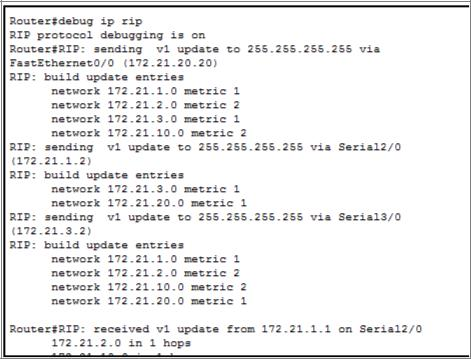 Router#debug ip rip
RIP protocol debugging is on
Router#RIP: sending  v1 update to 255.255.255.255 via
FastEthernet0/0 (172.21.20.20)
RIP: build update entries
      network 172.21.1.0 metric 1
      network 172.21.2.0 metric 2
      network 172.21.3.0 metric 1
      network 172.21.10.0 metric 2
RIP: sending  v1 update to 255.255.255.255 via Serial2/0
(172.21.1.2)
RIP: build update entries
      network 172.21.3.0 metric 1
      network 172.21.20.0 metric 1
RIP: sending  v1 update to 255.255.255.255 via Serial3/0
(172.21.3.2)
RIP: build update entries
      network 172.21.1.0 metric 1
      network 172.21.2.0 metric 2
      network 172.21.10.0 metric 2
      network 172.21.20.0 metric 1

Router#RIP: received v1 update from 172.21.1.1 on Serial2/0
      172.21.2.0 in 1 hops